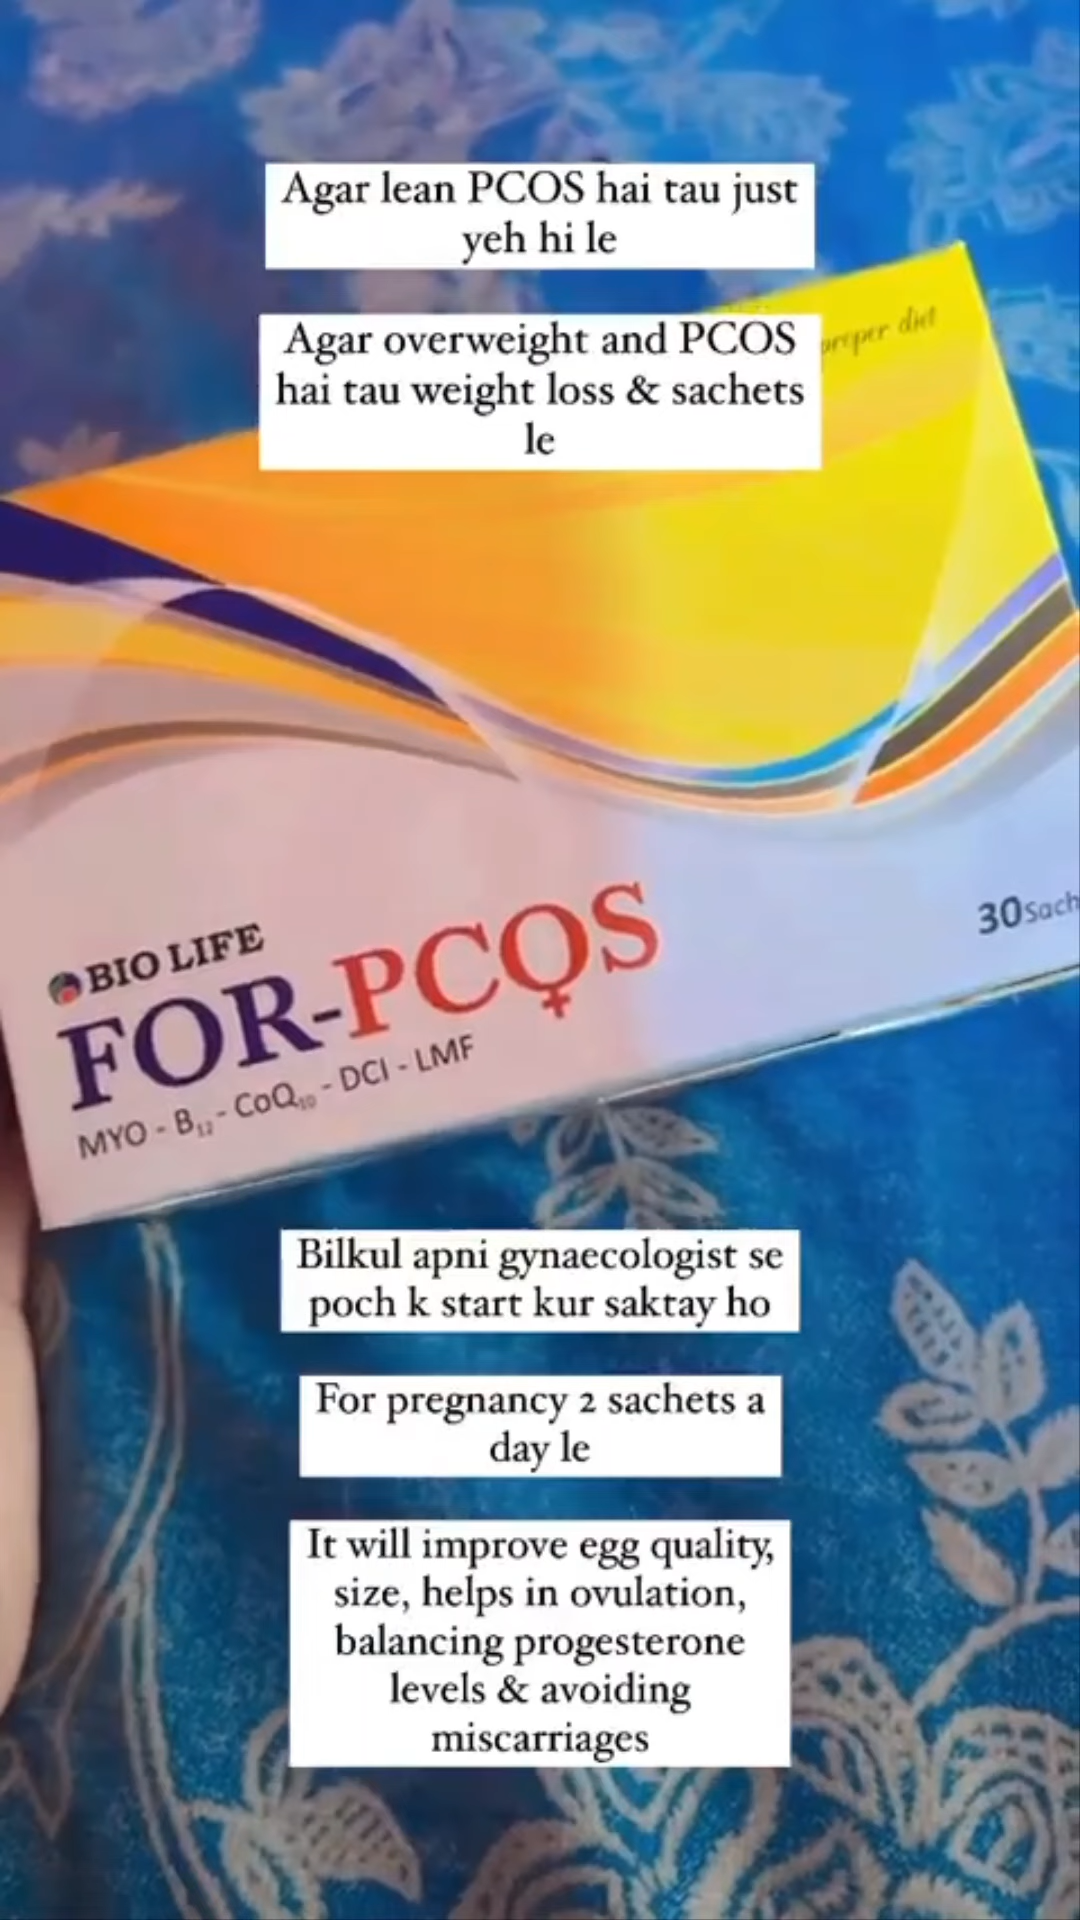 Agar lean PCOS hai tau just
yeh hi le
Agar overweight and PCOS
hai tau weight loss & sachets
le
proper diet
30Sach
BIO LIFE
FOR-PCOS
MYO - B12 - CoQ10 - DCI - LMF
Bilkul apni gynaecologist se
poch k start kur saktay ho
For pregnancy 2 sachets a
day le
It will improve egg quality,
size, helps in ovulation,
balancing progesterone
levels & avoiding
miscarriages